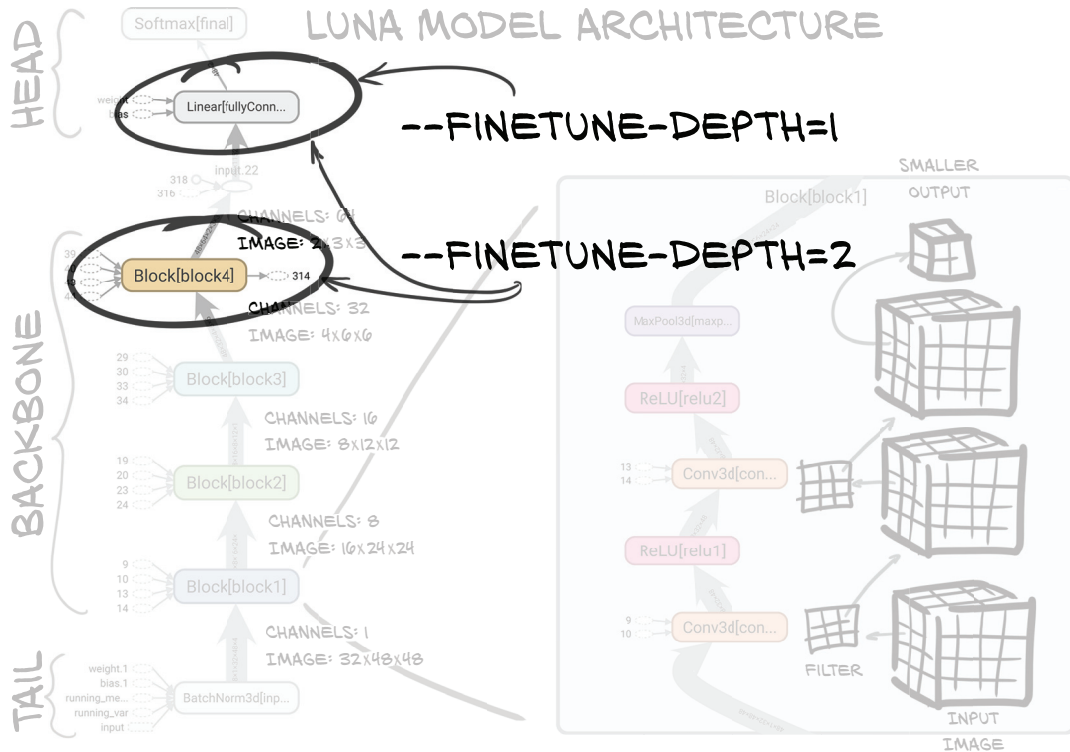 LUNA MODEL ARCHITECTURE
HEAD
Softmax[final]
weight
bias
Linear[fullyConn...
--FINETUNE-DEPTH=1
input.22
318
316
CHANNELS: 64
IMAGE: 2x3x3
--FINETUNE-DEPTH=2
BACKBONE
39
Block[block4]
314
CHANNELS: 32
IMAGE: 4x6x6
29
30
33
34
Block[block3]
CHANNELS: 16
IMAGE: 8x12x12
19
20
23
24
Block[block2]
CHANNELS: 8
IMAGE: 16x24x24
9
10
13
14
Block[block1]
CHANNELS: 1
IMAGE: 32x48x48
TAIL
weight.1
bias.1
running_me...
running_var
input
BatchNorm3d[inp...
Block[block1]
SMALLER
OUTPUT
MaxPool3d[maxp...
ReLU[relu2]
13
14
Conv3d[con...
ReLU[relu1]
9
10
Conv3d[con...
FILTER
INPUT
IMAGE